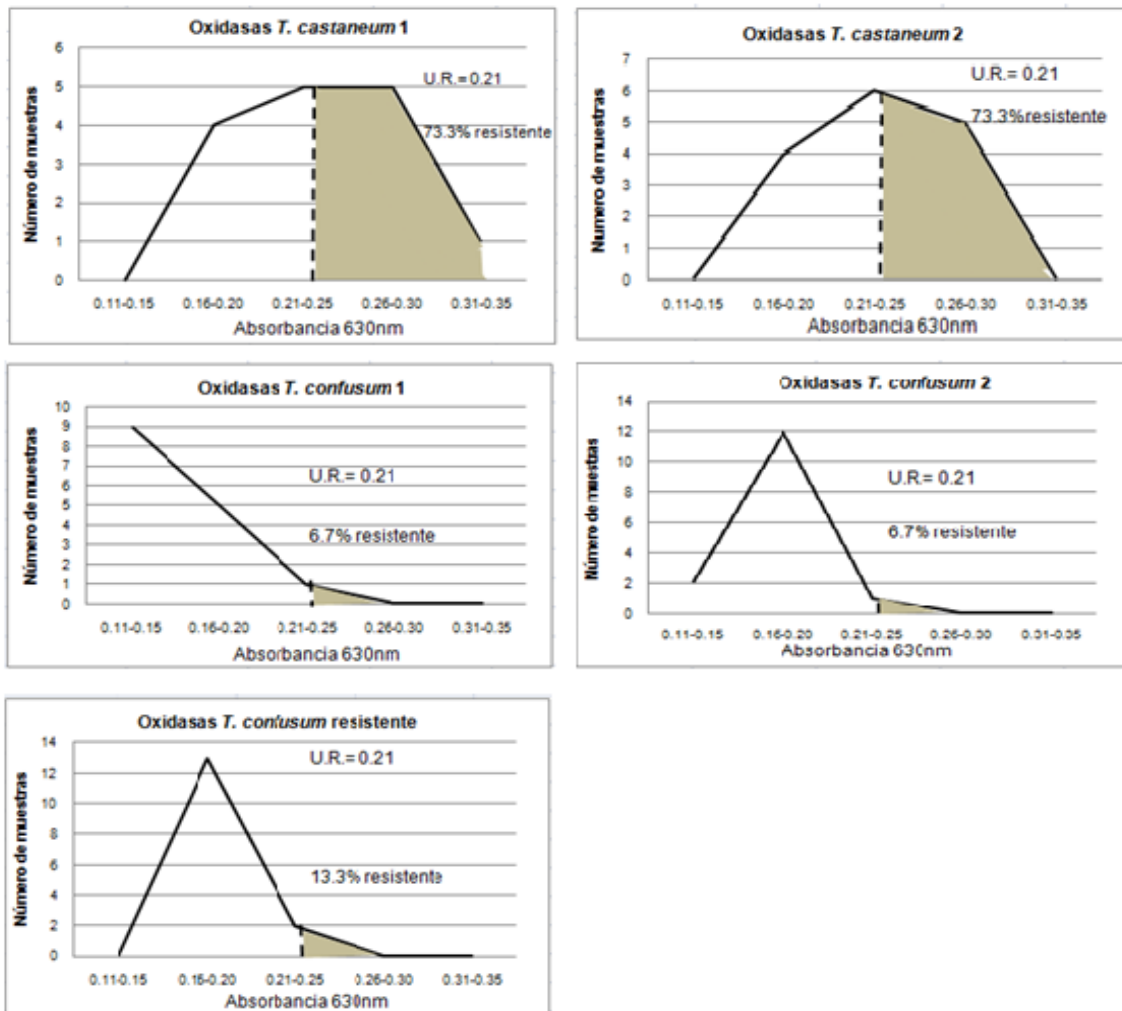 Oxidasas T. castaneum 1
Número de muestras
6
5
4
3
2
1
0
U.R.= 0.21
73.3% resistente
0.11-0.15 0.16-0.20 0.21-0.25 0.26-0.30 0.31-0.35
Absorbancia 630nm
Oxidasas T. castaneum 2
Numero de muestras
7
6
5
4
3
2
1
0
U.R.= 0.21
73.3%resistente
0.11-0.15 0.16-0.20 0.21-0.25 0.26-0.30 0.31-0.35
Absorbancia 630nm
Oxidasas T. confusum 1
Número de muestras
10
9
8
7
6
5
4
3
2
1
0
U.R.= 0.21
6.7% resistente
0.11-0.15 0.16-0.20 0.21-0.25 0.26-0.30 0.31-0.35
Absorbancia 630nm
Oxidasas T. confusum 2
Número de muestras
14
12
10
8
6
4
2
0
U.R.= 0.21
6.7% resistente
0.11-0.15 0.16-0.20 0.21-0.25 0.26-0.30 0.31-0.35
Absorbancia 630nm
Oxidasas T. confusum resistente
Número de muestras
14
12
10
8
6
4
2
0
U.R.= 0.21
13.3% resistente
0.11-0.15 0.16-0.20 0.21-0.25 0.26-0.30 0.31-0.35
Absorbancia 630nm